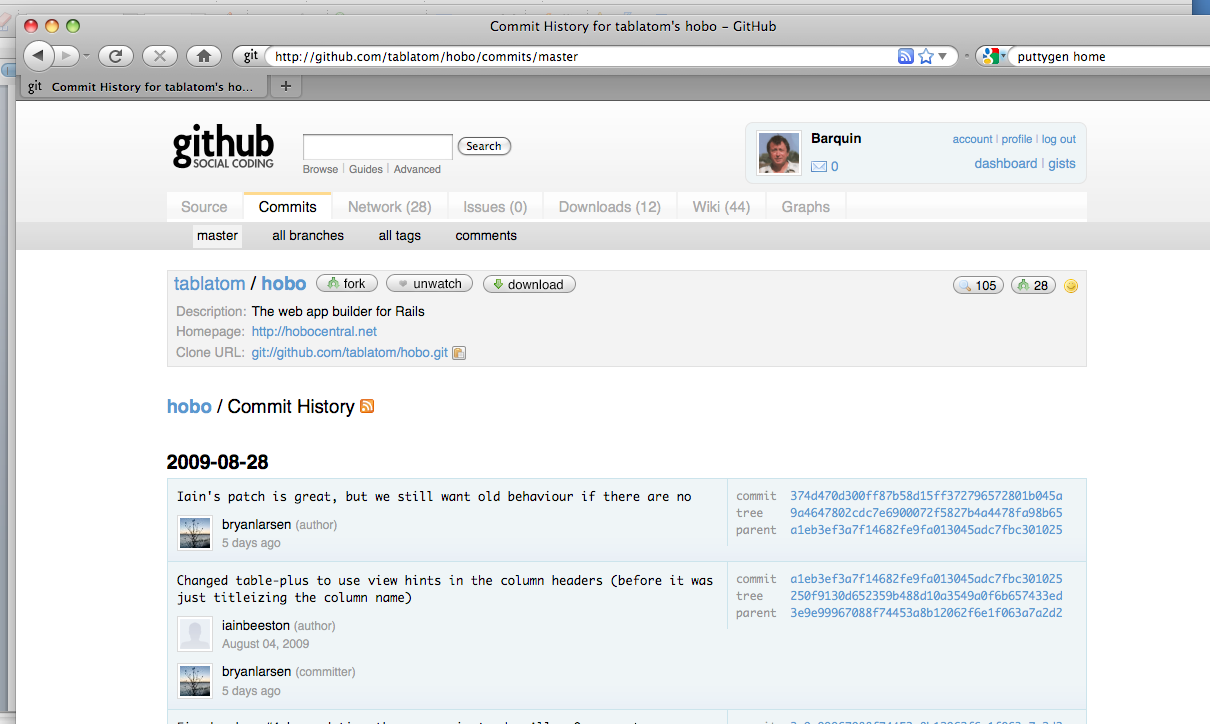 Commit History for tablatom's hobo – GitHub
git http://github.com/tablatom/hobo/commits/master
puttygen home
git Commit History for tablatom's ho...
github
SOCIAL CODING
Search
Browse | Guides | Advanced
Barquin
account | profile | log out
0
dashboard | gists
Source Commits Network (28) Issues (0) Downloads (12) Wiki (44) Graphs
master all branches all tags comments
tablatom / hobo fork unwatch download 105 28
Description: The web app builder for Rails
Homepage: http://hobocentral.net
Clone URL: git://github.com/tablatom/hobo.git
hobo / Commit History
2009-08-28
Iain's patch is great, but we still want old behaviour if there are no
bryanlarsen (author)
5 days ago
commit 374d470d300ff87b58d15ff372796572801b045a
tree 9a4647802cdc7e6900072f5827b4a4478fa98b65
parent a1eb3ef3a7f14682fe9fa013045adc7fbc301025
Changed table-plus to use view hints in the column headers (before it was
just titleizing the column name)
iainbeeston (author)
August 04, 2009
bryanlarsen (committer)
5 days ago
commit a1eb3ef3a7f14682fe9fa013045adc7fbc301025
tree 250f9130d652359b488d10a3549a0f6b657433ed
parent 3e9e99967088f74453a8b12062f6e1f063a7a2d2